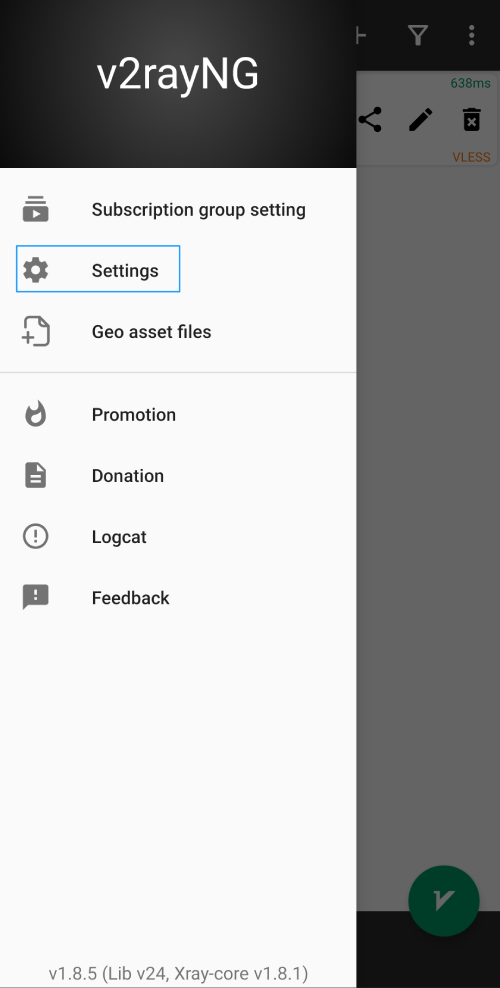 v2rayNG
638ms
VLESS
Subscription group setting
Settings
Geo asset files
Promotion
Donation
Logcat
Feedback
v1.8.5 (Lib v24, Xray-core v1.8.1)